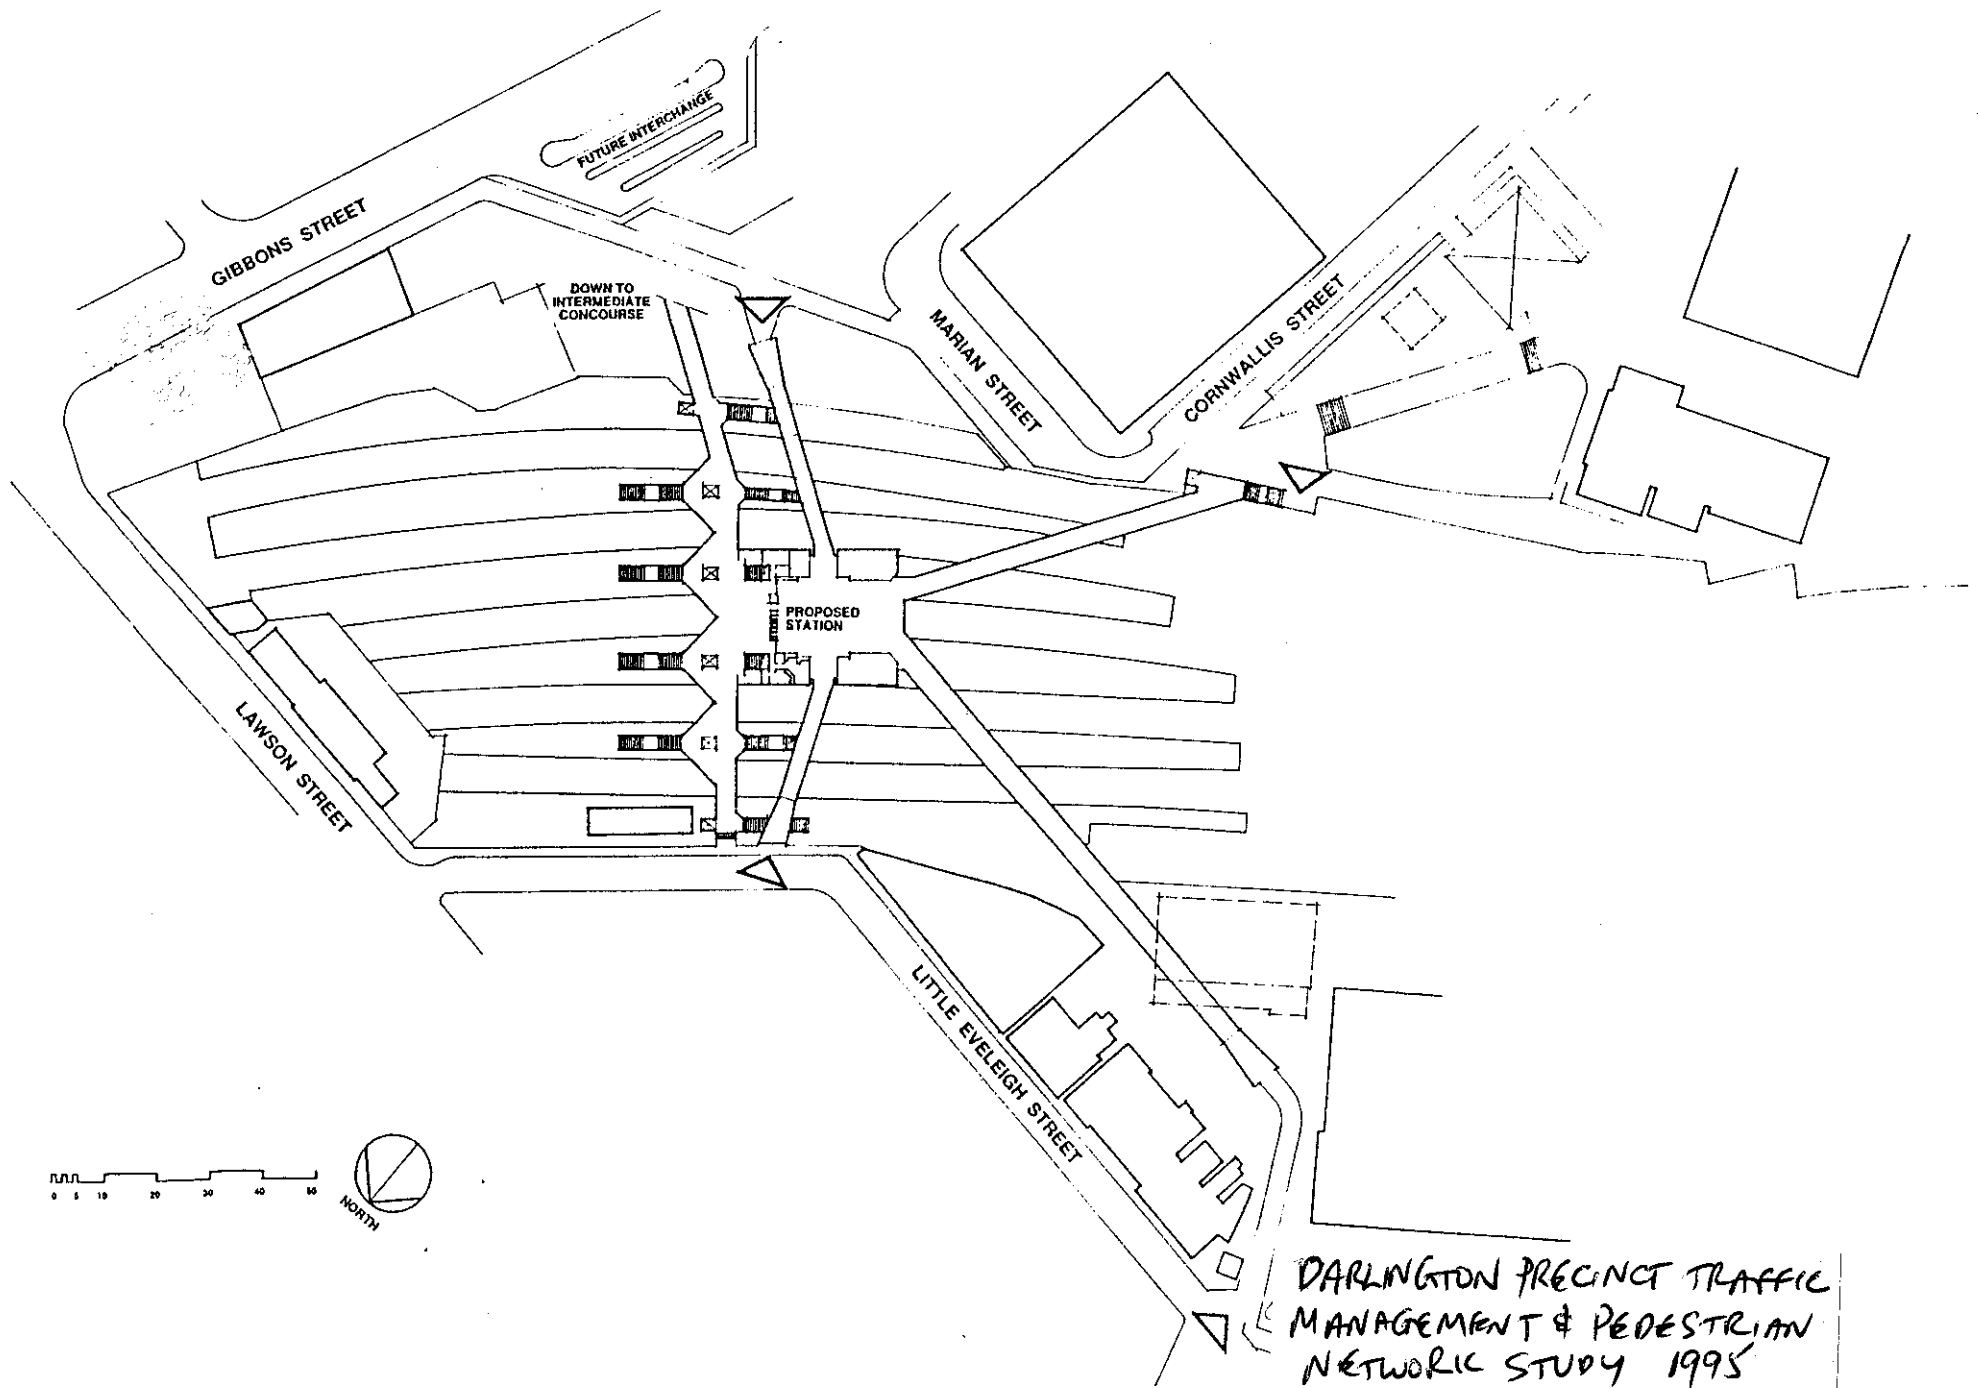 FUTURE INTERCHANGE
GIBBONS STREET
DOWN TO
INTERMEDIATE
CONCOURSE
MARIAN STREET
CORNWALLIS STREET
PROPOSED
STATION
LAWSON STREET
LITTLE EVELEIGH STREET
0 5 10 20 30 40 50
NORTH
DARLINGTON PRECINCT TRAFFIC
MANAGEMENT & PEDESTRIAN
NETWORK STUDY 1995